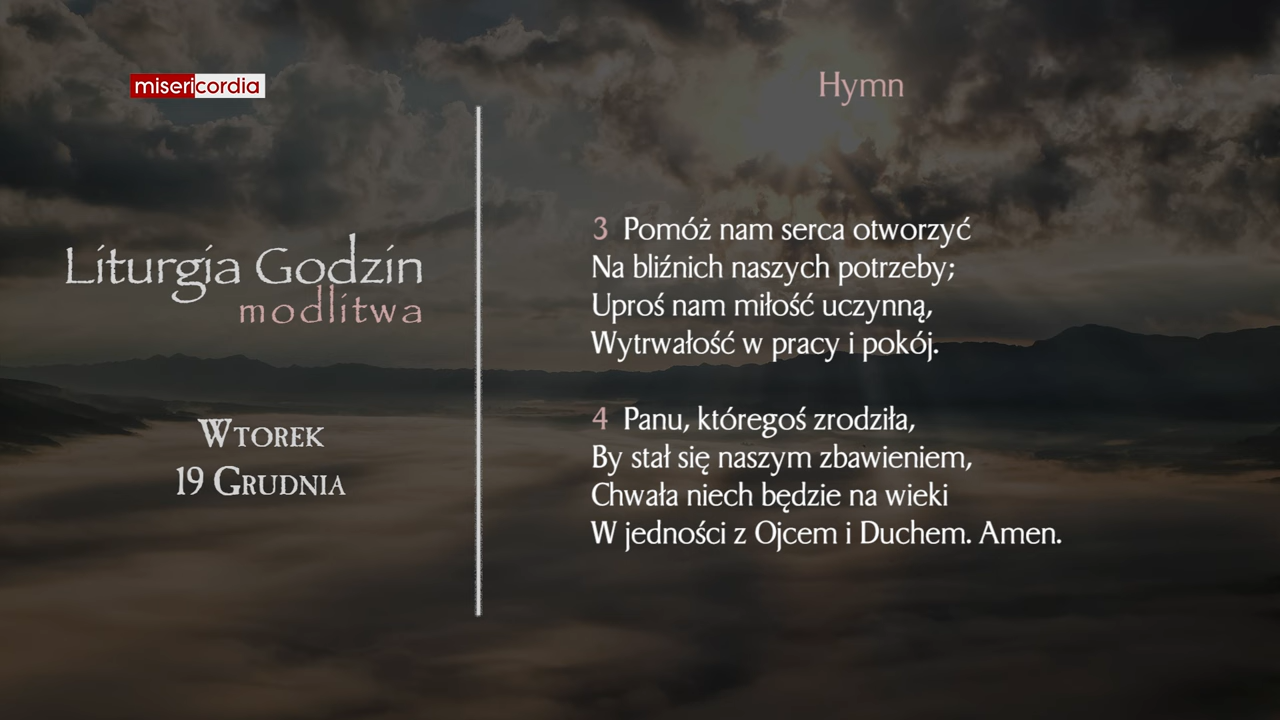 misericordia
Liturgia Godzin
modlitwa
Wtorek
19 Grudnia
Hymn
3 Pomóż nam serca otworzyć
Na bliźnich naszych potrzeby;
Uproś nam miłość uczynną,
Wytrwałość w pracy i pokój.
4 Panu, któregoś zrodziła,
By stał się naszym zbawieniem,
Chwała niech będzie na wieki
W jedności z Ojcem i Duchem. Amen.